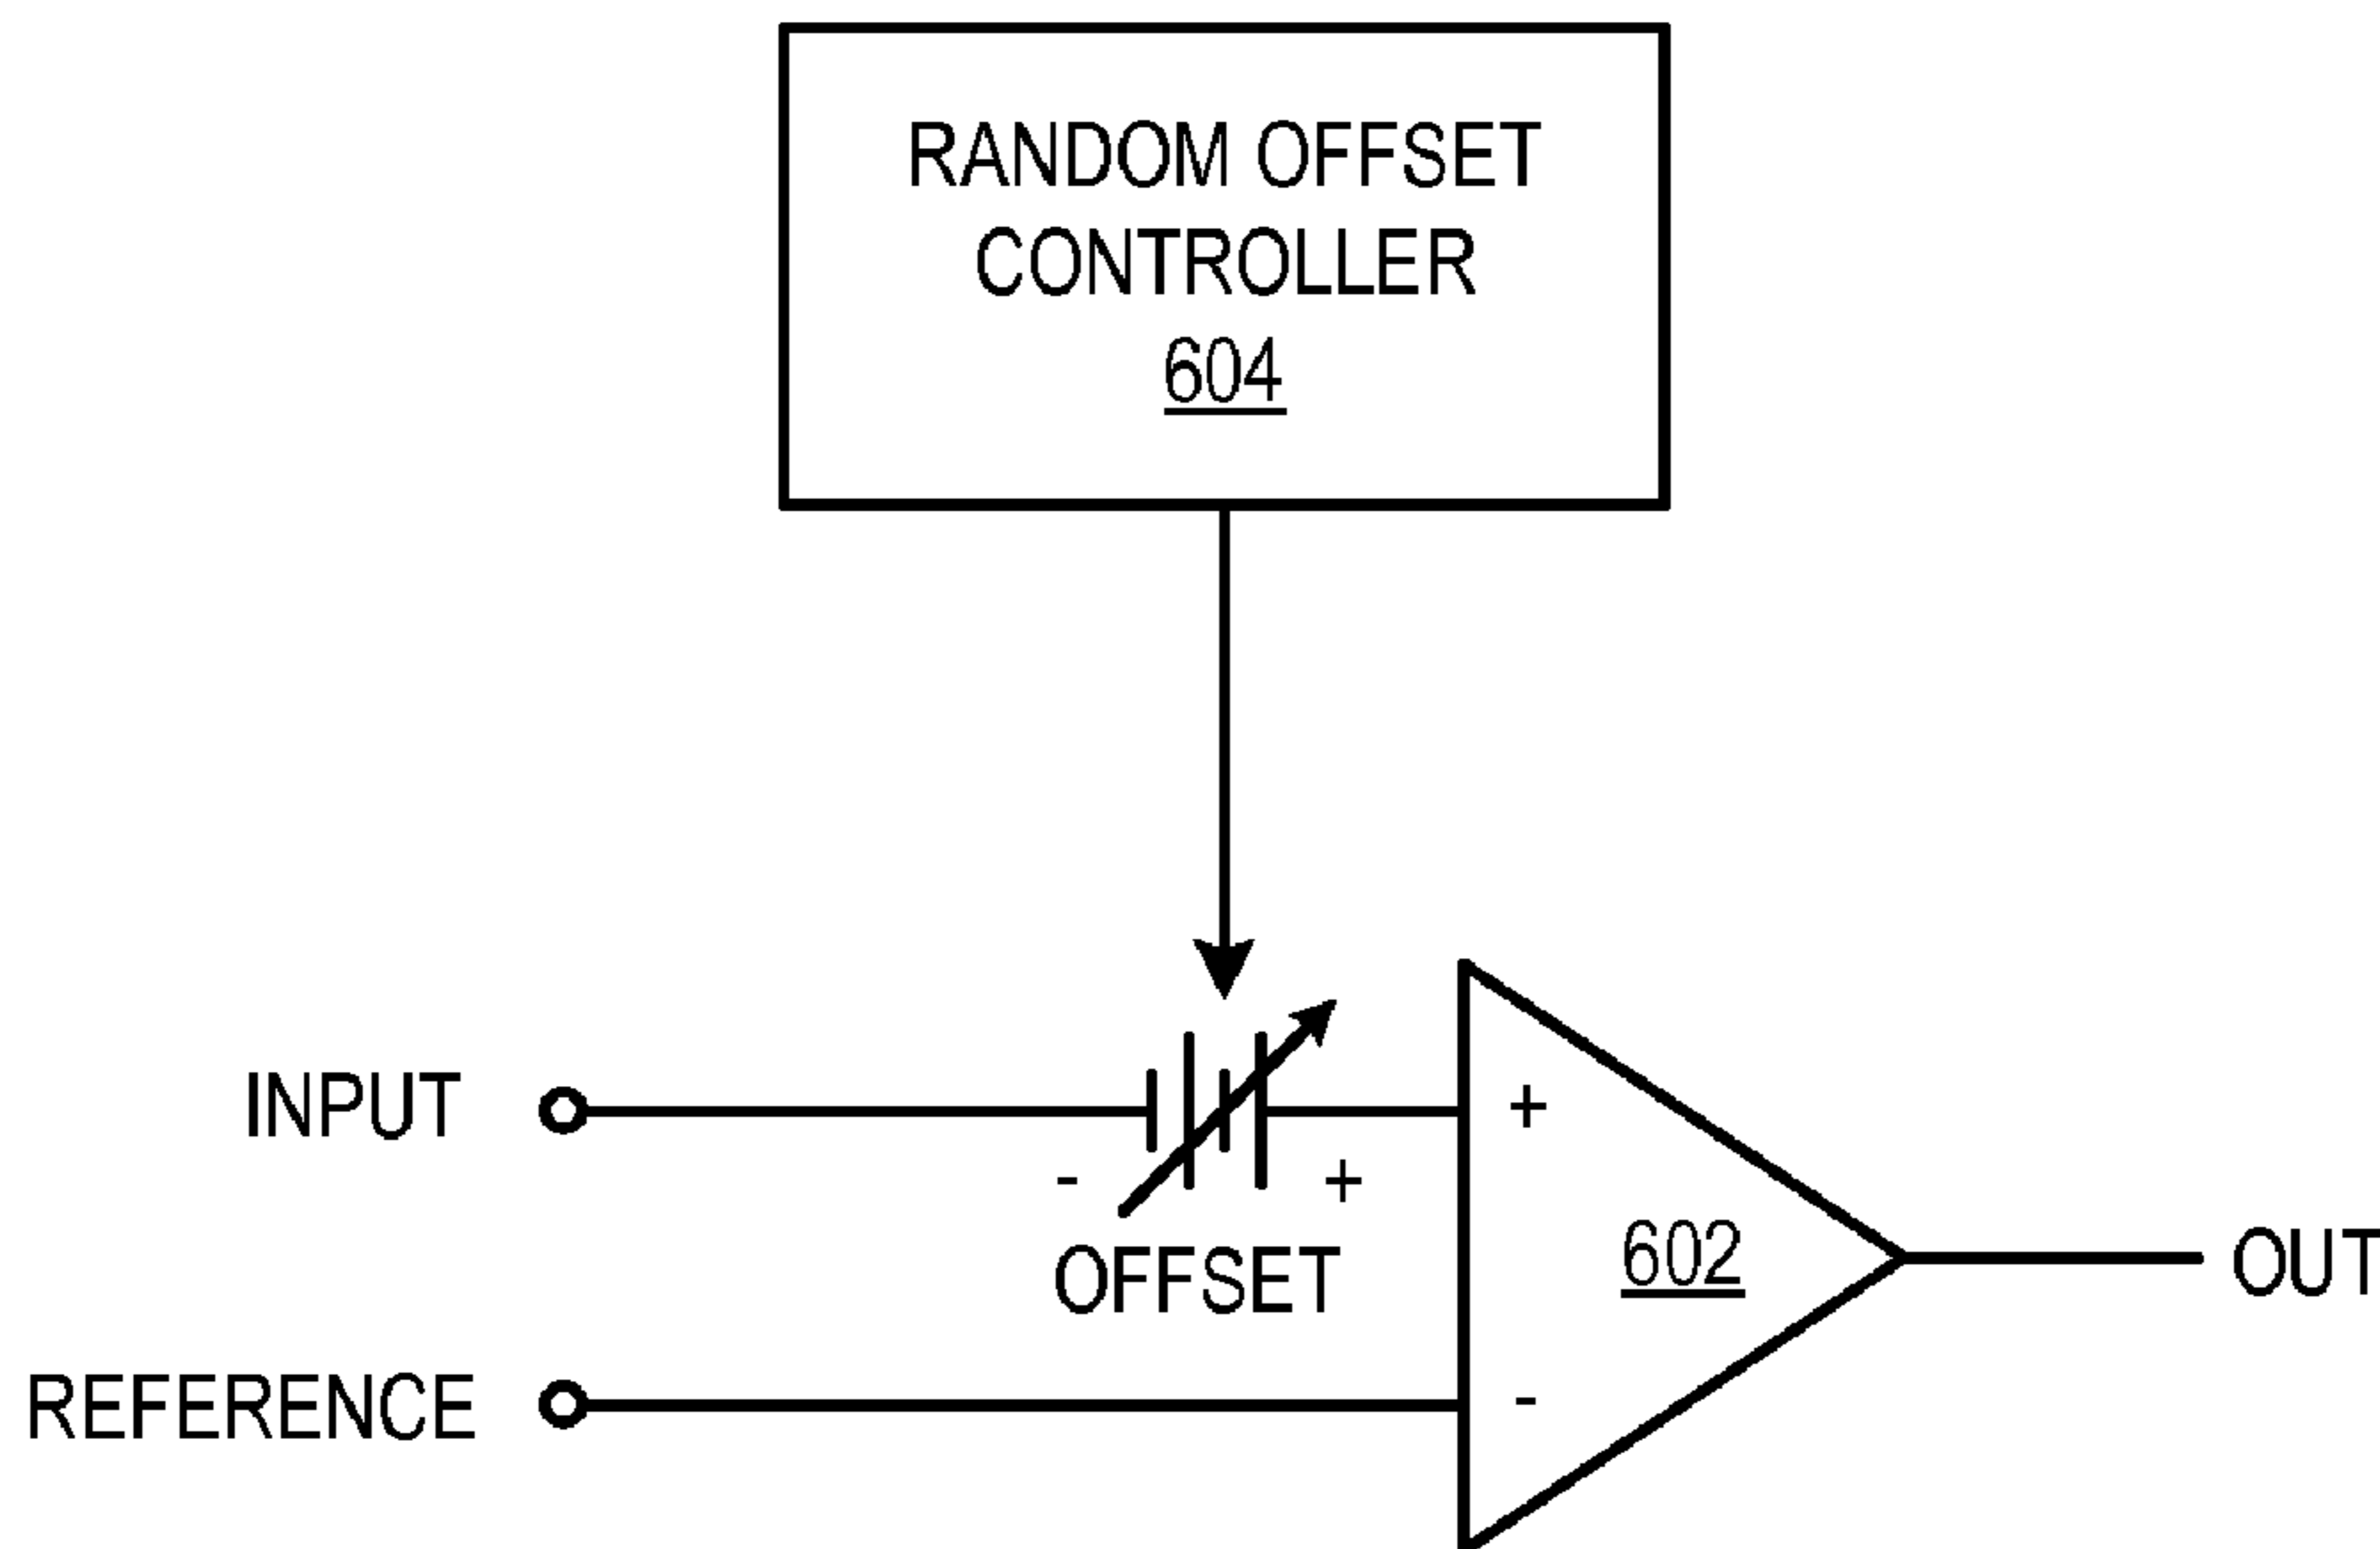 RANDOM OFFSET
CONTROLLER
604
INPUT
- +
+
OFFSET
602
OUT
REFERENCE
-